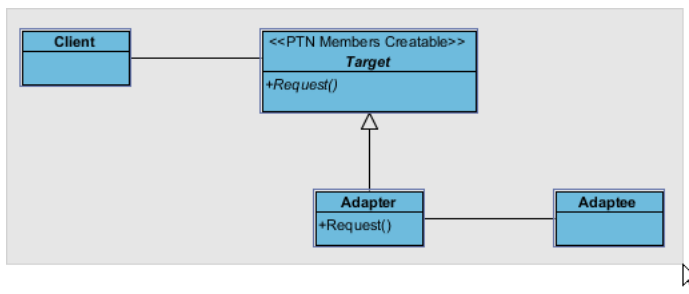 Client
<<PTN Members Creatable>>
Target
+Request()
Adapter
+Request()
Adaptee